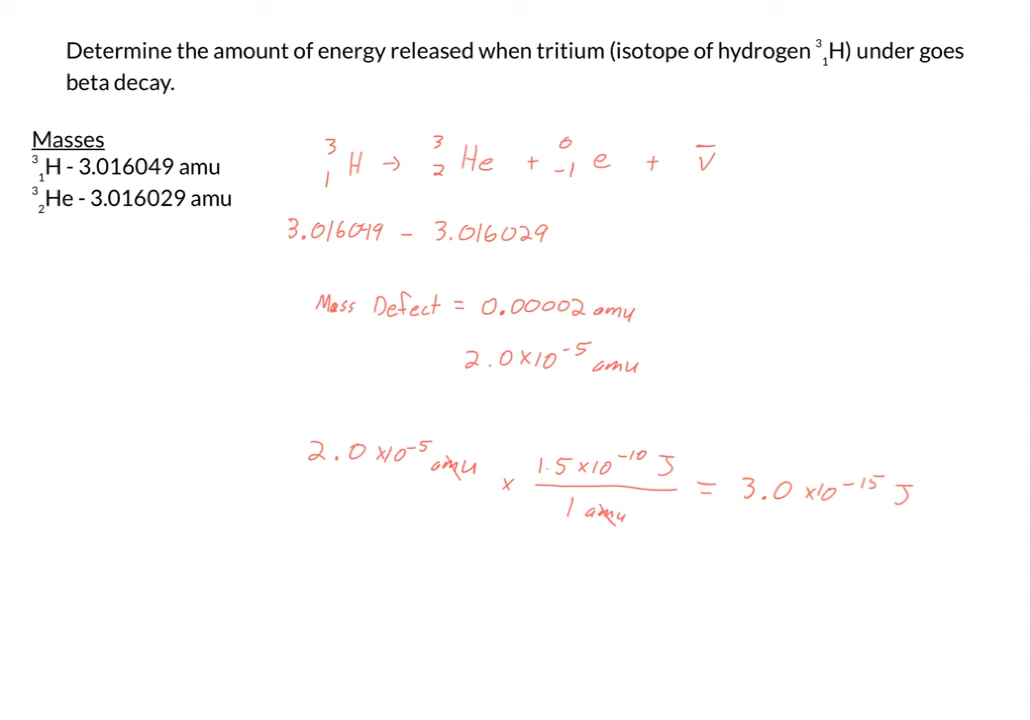 Determine the amount of energy released when tritium (isotope of hydrogen ³₁H) under goes
beta decay.
Masses
³₁H - 3.016049 amu
³₂He - 3.016029 amu
³₁H → ³₂He + ⁰₋₁e + v̅
3.016049 - 3.016029
Mass Defect = 0.00002 amu
2.0 x 10⁻⁵ amu
2.0 x10⁻⁵ amu x 1.5 x10⁻¹⁰ J / 1 amu = 3.0 x10⁻¹⁵ J